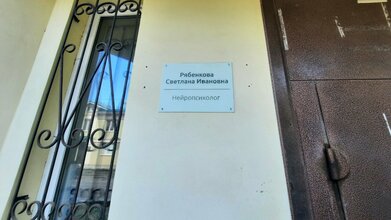 Рябенкова
Светлана Ивановна
Нейропсихолог